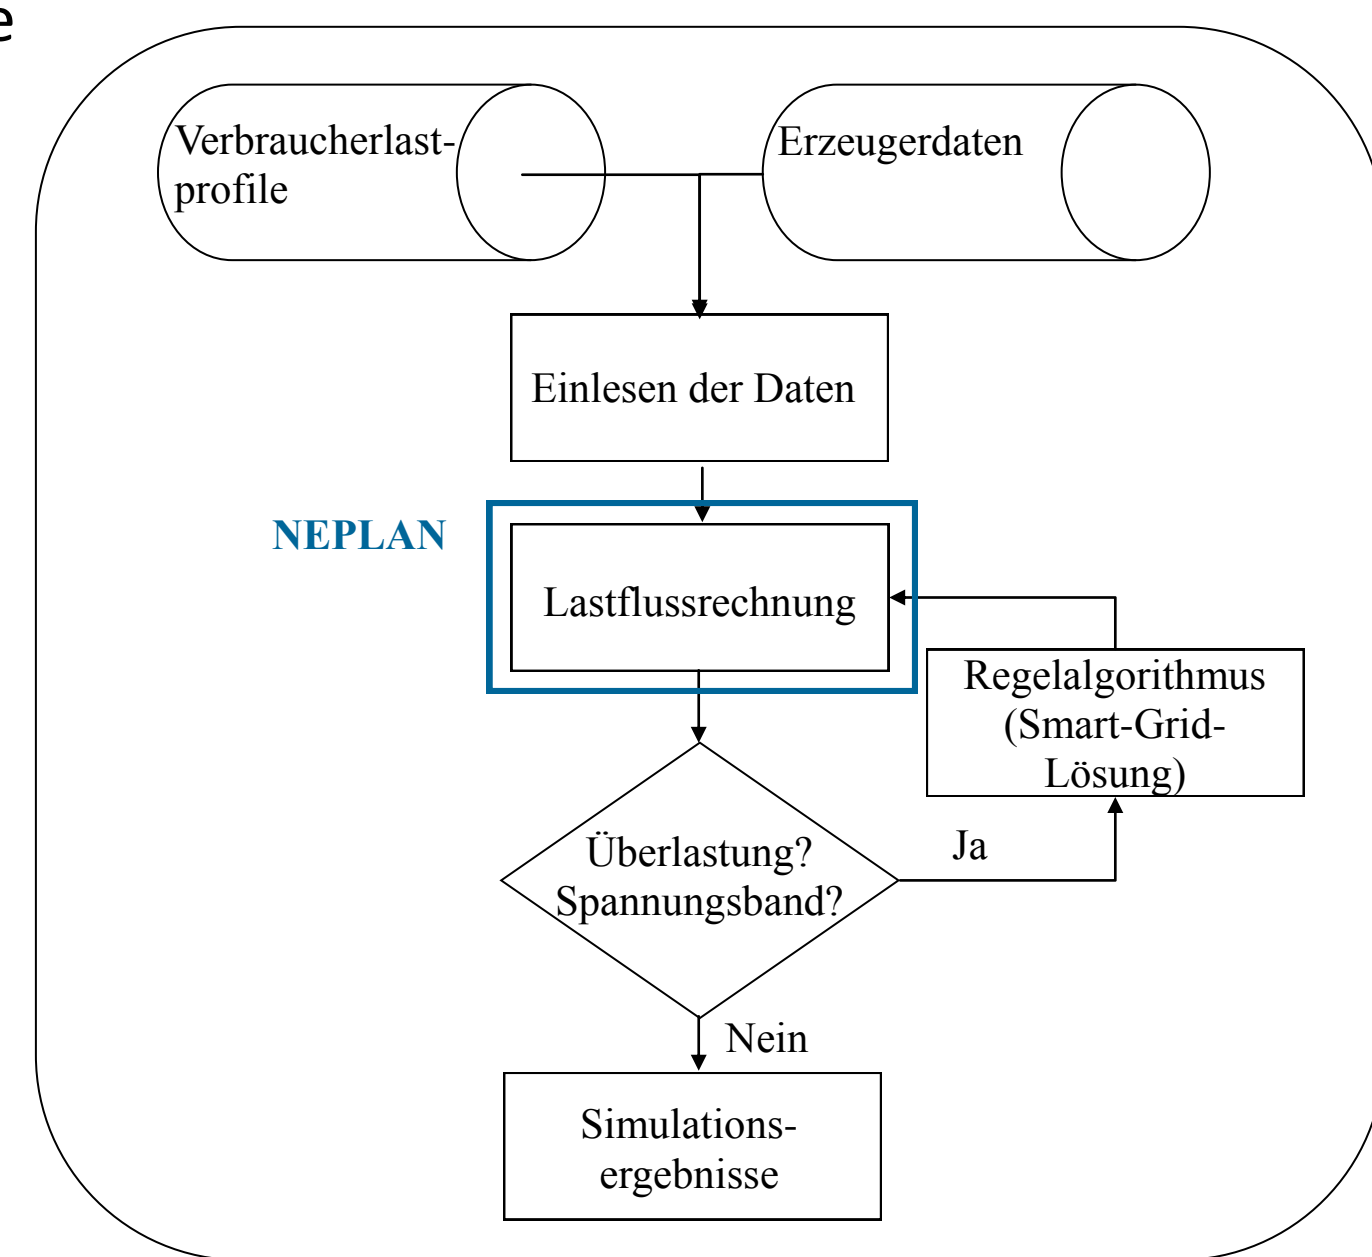 e
Verbraucherlast-
profile
Erzeugerdaten
Einlesen der Daten
NEPLAN
Lastflussrechnung
Regelalgorithmus
(Smart-Grid-
Lösung)
Überlastung?
Spannungsband?
Ja
Nein
Simulations-
ergebnisse